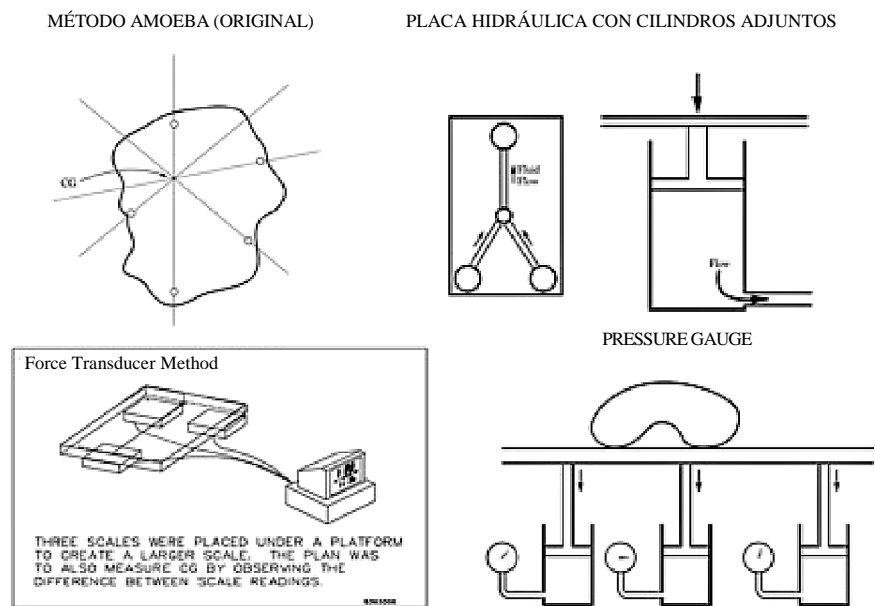 MÉTODO AMOEBA (ORIGINAL)
PLACA HIDRÁULICA CON CILINDROS ADJUNTOS
CG
Fluid
Flow
Flow
PRESSURE GAUGE
Force Transducer Method
THREE SCALES WERE PLACED UNDER A PLATFORM
TO CREATE A LARGER SCALE. THE PLAN WAS
TO ALSO MEASURE CG BY OBSERVING THE
DIFFERENCE BETWEEN SCALE READINGS.